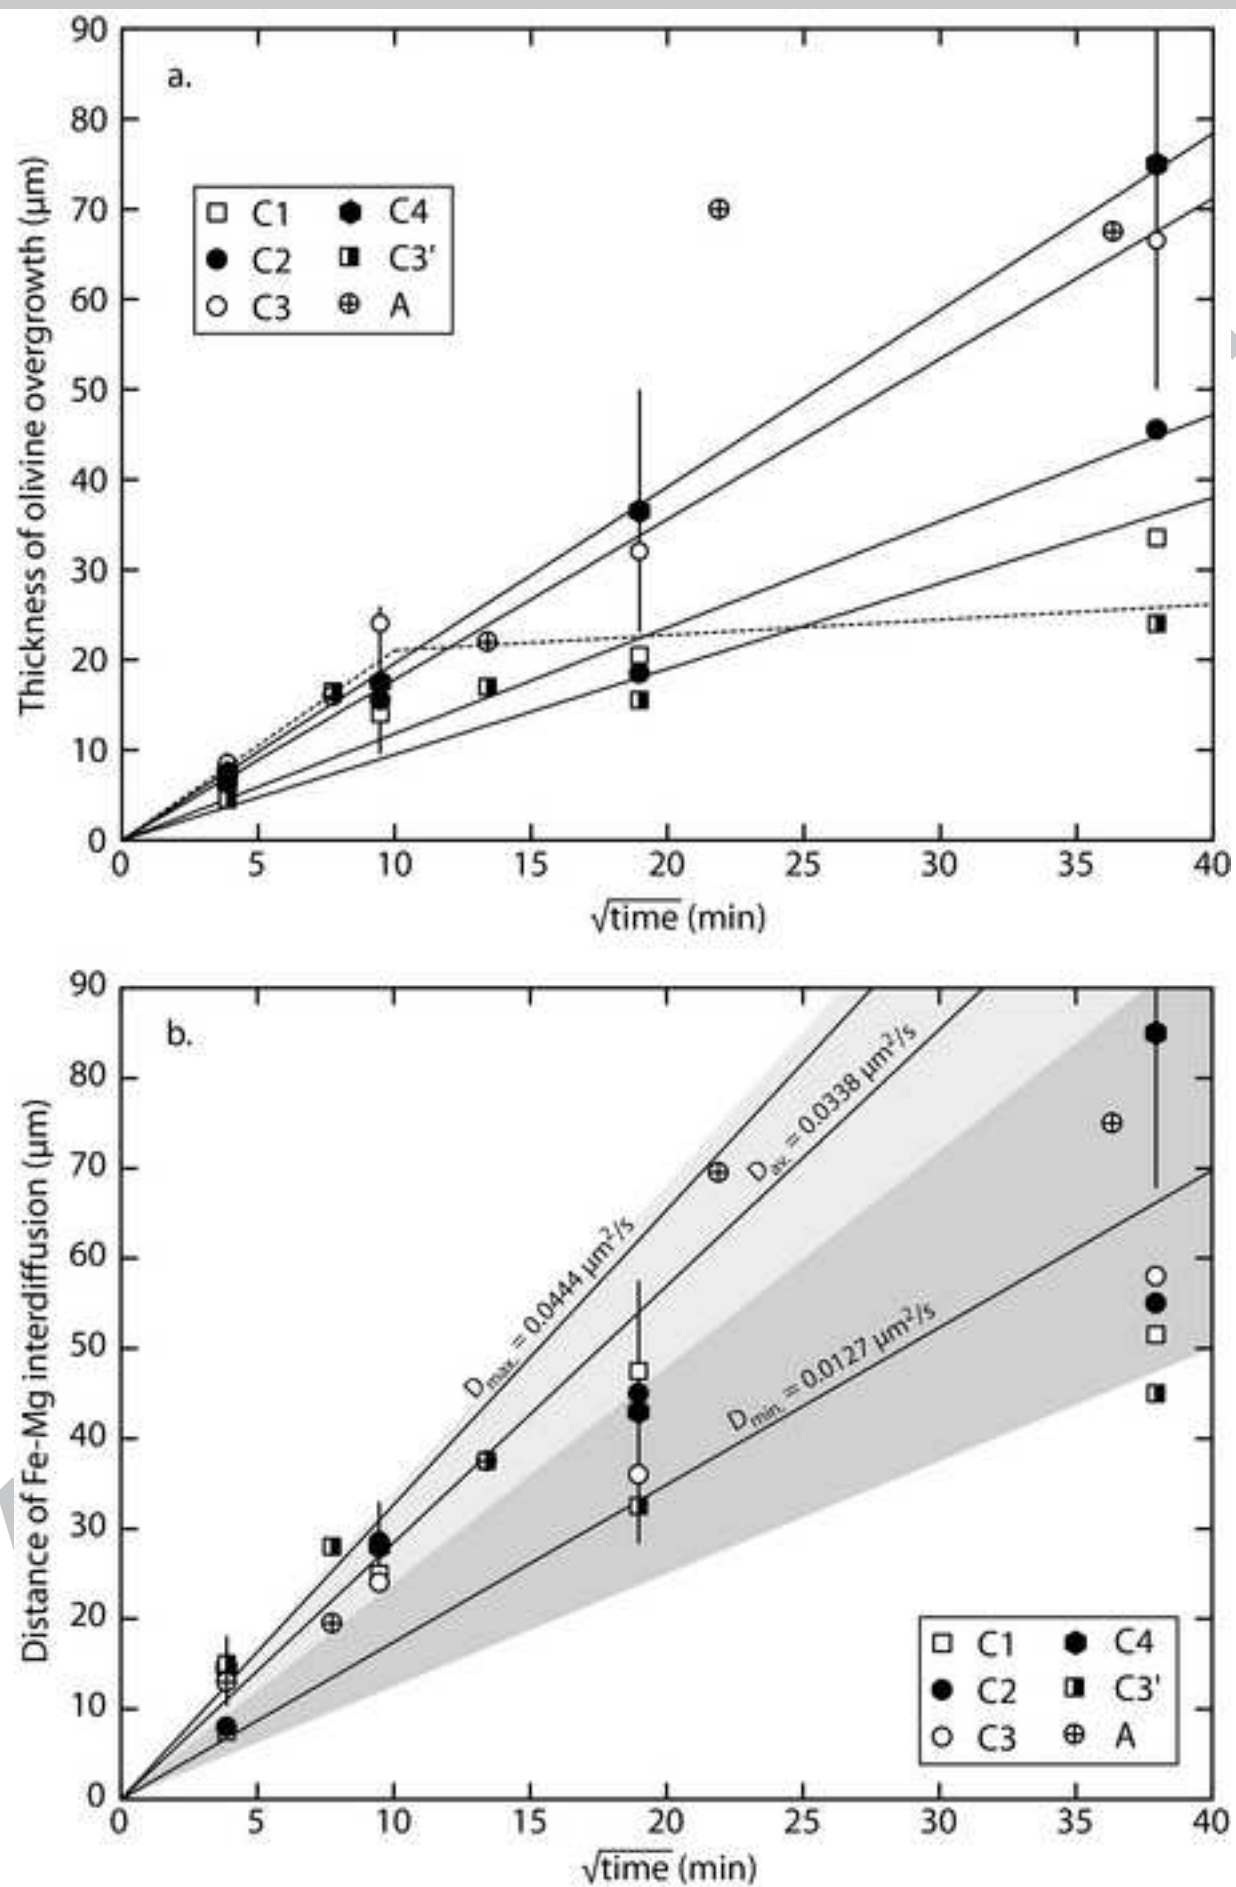 90
a.
80
70
60
50
40
30
20
10
0
C1 C4
C2 C3'
C3 A
Thickness of olivine overgrowth (μm)
0 5 10 15 20 25 30 35 40
√time (min)
90
b.
80
70
60
50
40
30
20
10
0
Distance of Fe-Mg interdiffusion (μm)
Dmax. = 0.0444 μm²/s
Dav. = 0.0338 μm²/s
Dmin. = 0.0127 μm²/s
C1 C4
C2 C3'
C3 A
0 5 10 15 20 25 30 35 40
√time (min)